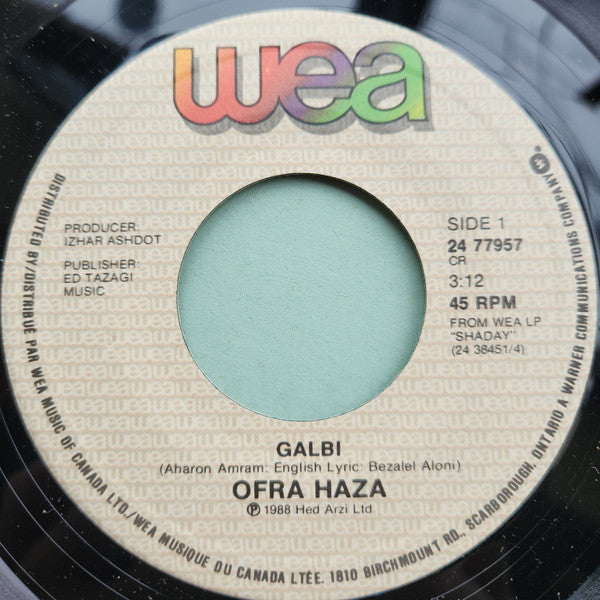 wea
PRODUCER:
IZHAR ASHDOT
PUBLISHER:
ED TAZAGI
MUSIC
SIDE 1
24 77957
CR
3:12
45 RPM
FROM WEA LP
"SHADAY"
(24 38451/4)
GALBI
(Aharon Amram: English Lyric: Bezalel Aloni)
OFRA HAZA
℗ 1988 Hed Arzi Ltd.
DISTRIBUTED BY/DISTRIBUE PAR WEA MUSIC OF CANADA LTD./WEA MUSIQUE DU CANADA LTÉE. 1810 BIRCHMOUNT RD., SCARBOROUGH, ONTARIO A WARNER COMMUNICATIONS COMPANY